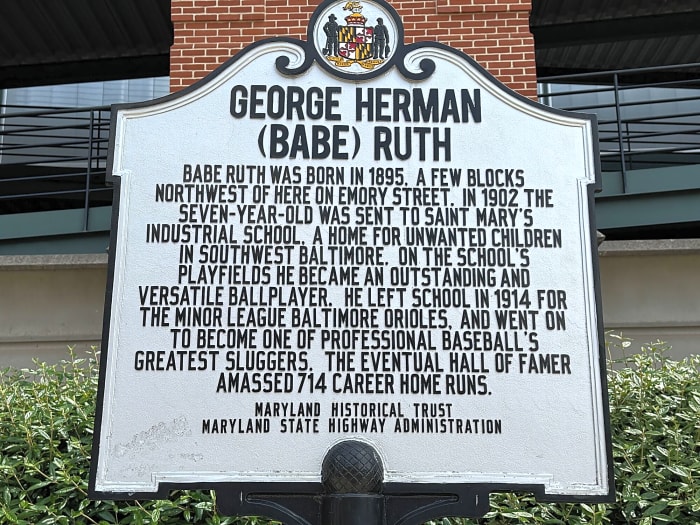 GEORGE HERMAN
(BABE) RUTH
BABE RUTH WAS BORN IN 1895, A FEW BLOCKS
NORTHWEST OF HERE ON EMORY STREET. IN 1902 THE
SEVEN-YEAR-OLD WAS SENT TO SAINT MARY'S
INDUSTRIAL SCHOOL, A HOME FOR UNWANTED CHILDREN
IN SOUTHWEST BALTIMORE. ON THE SCHOOL'S
PLAYFIELDS HE BECAME AN OUTSTANDING AND
VERSATILE BALLPLAYER. HE LEFT SCHOOL IN 1914 FOR
THE MINOR LEAGUE BALTIMORE ORIOLES, AND WENT ON
TO BECOME ONE OF PROFESSIONAL BASEBALL'S
GREATEST SLUGGERS. THE EVENTUAL HALL OF FAMER
AMASSED 714 CAREER HOME RUNS.
MARYLAND HISTORICAL TRUST
MARYLAND STATE HIGHWAY ADMINISTRATION